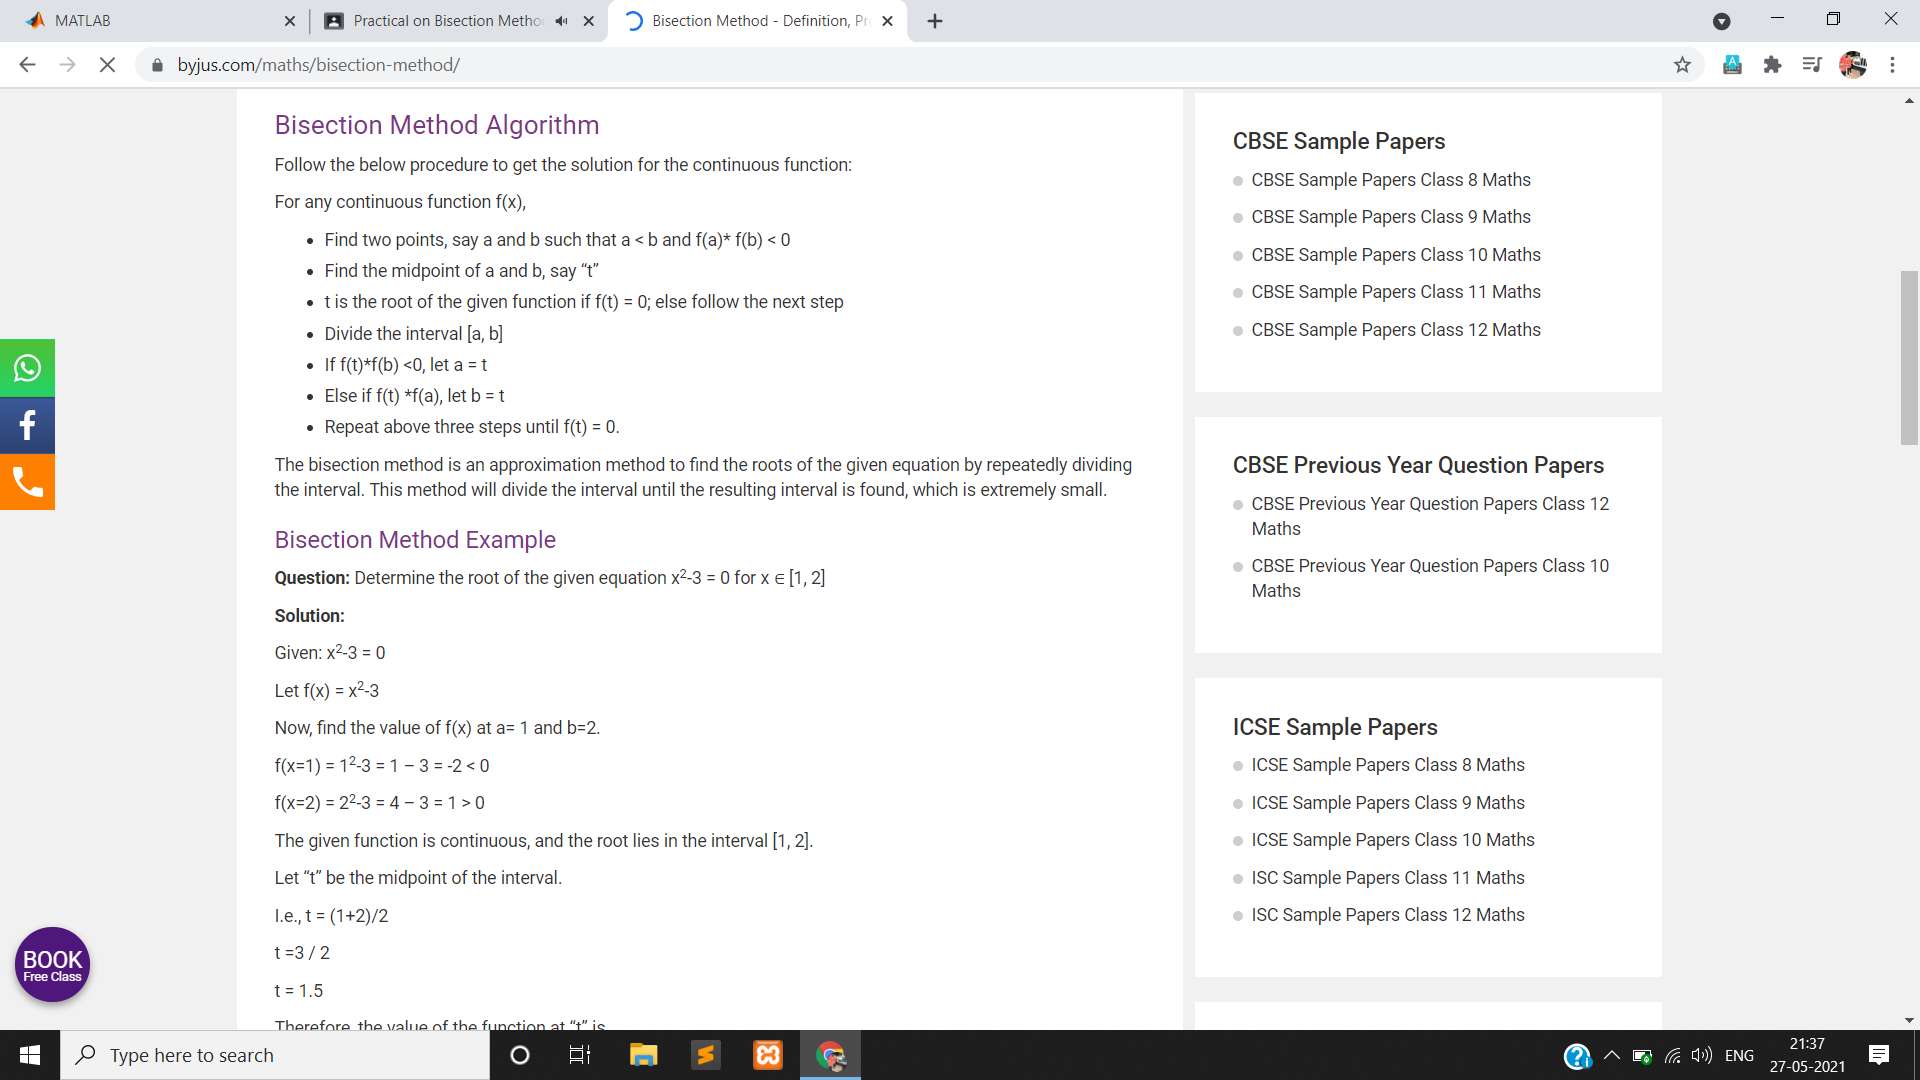 MATLAB
Practical on Bisection Metho
Bisection Method - Definition, Pr
byjus.com/maths/bisection-method/
Bisection Method Algorithm
Follow the below procedure to get the solution for the continuous function:
For any continuous function f(x),
• Find two points, say a and b such that a < b and f(a)* f(b) < 0
• Find the midpoint of a and b, say “t”
• t is the root of the given function if f(t) = 0; else follow the next step
• Divide the interval [a, b]
• If f(t)*f(b) <0, let a = t
• Else if f(t) *f(a), let b = t
• Repeat above three steps until f(t) = 0.
The bisection method is an approximation method to find the roots of the given equation by repeatedly dividing
the interval. This method will divide the interval until the resulting interval is found, which is extremely small.
Bisection Method Example
Question: Determine the root of the given equation x²-3 = 0 for x ∈ [1, 2]
Solution:
Given: x²-3 = 0
Let f(x) = x²-3
Now, find the value of f(x) at a= 1 and b=2.
f(x=1) = 1²-3 = 1 – 3 = -2 < 0
f(x=2) = 2²-3 = 4 – 3 = 1 > 0
The given function is continuous, and the root lies in the interval [1, 2].
Let “t” be the midpoint of the interval.
I.e., t = (1+2)/2
t =3 / 2
t = 1.5
Therefore, the value of the function at “t” is
CBSE Sample Papers
CBSE Sample Papers Class 8 Maths
CBSE Sample Papers Class 9 Maths
CBSE Sample Papers Class 10 Maths
CBSE Sample Papers Class 11 Maths
CBSE Sample Papers Class 12 Maths
CBSE Previous Year Question Papers
CBSE Previous Year Question Papers Class 12
Maths
CBSE Previous Year Question Papers Class 10
Maths
ICSE Sample Papers
ICSE Sample Papers Class 8 Maths
ICSE Sample Papers Class 9 Maths
ICSE Sample Papers Class 10 Maths
ISC Sample Papers Class 11 Maths
ISC Sample Papers Class 12 Maths
BOOK
Free Class
Type here to search
ENG
21:37
27-05-2021